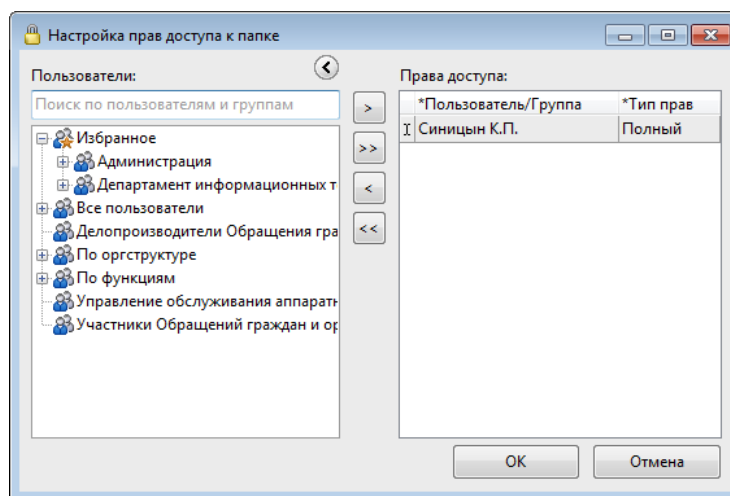 Настройка прав доступа к папке
Пользователи:
Поиск по пользователям и группам
Избранное
Администрация
Департамент информационных т
Все пользователи
Делопроизводители Обращения гра
По оргструктуре
По функциям
Управление обслуживания аппаратн
Участники Обращений граждан и ор
>
>>
<
<<
Права доступа:
*Пользователь/Группа *Тип прав
Синицын К.П. Полный
ОК Отмена